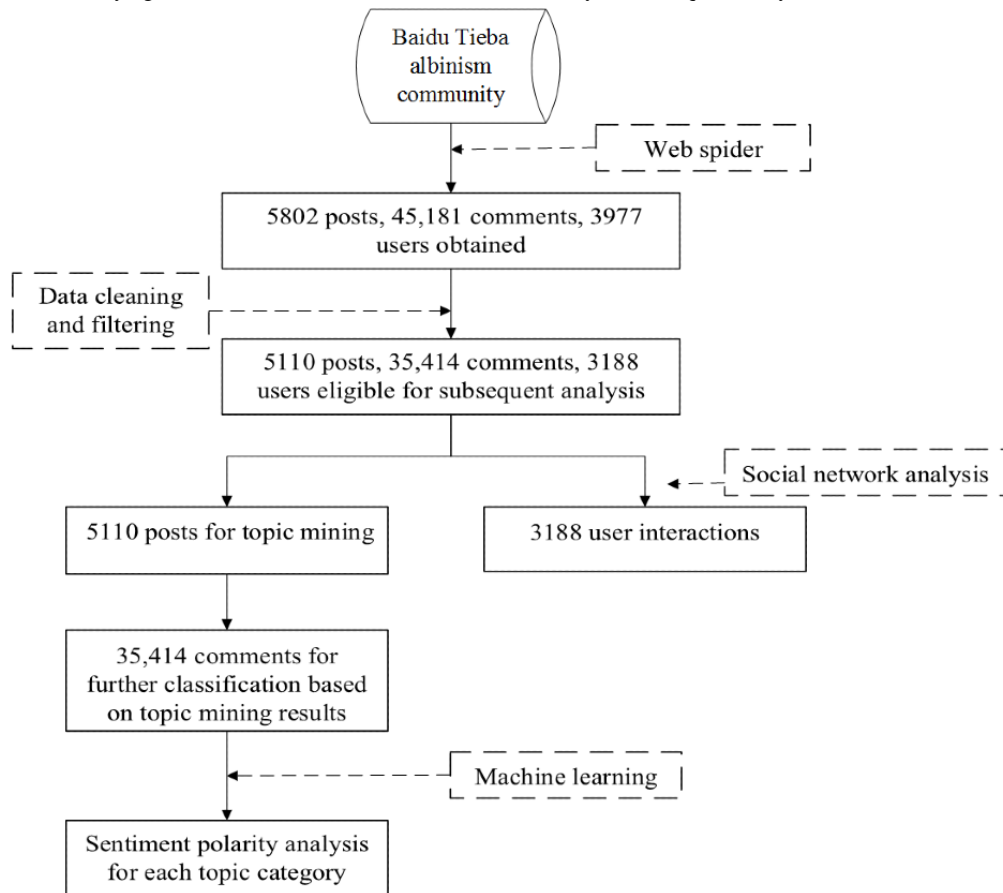 Baidu Tieba
albinism
community
Web spider
5802 posts, 45,181 comments, 3977
users obtained
Data cleaning
and filtering
5110 posts, 35,414 comments, 3188
users eligible for subsequent analysis
Social network analysis
5110 posts for topic mining
3188 user interactions
35,414 comments for
further classification based
on topic mining results
Machine learning
Sentiment polarity analysis
for each topic category